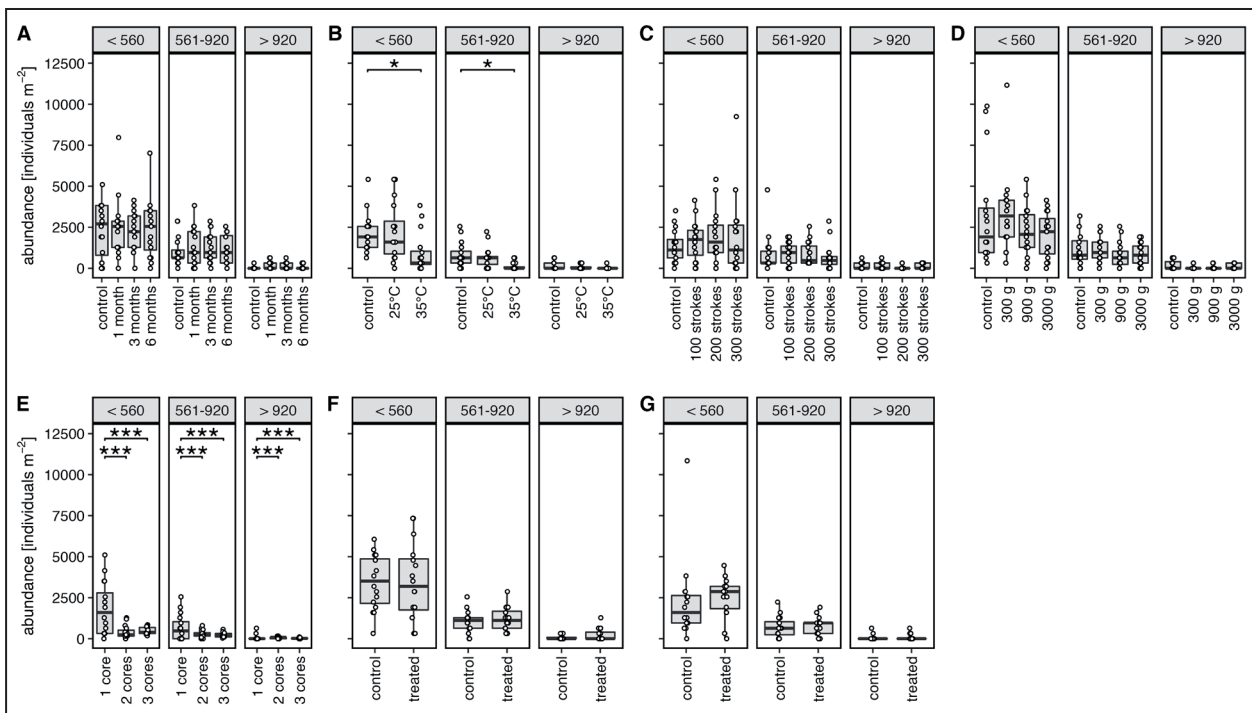 A
< 560
561-920
> 920
abundance [individuals m⁻²]
12500
10000
7500
5000
2500
0
control
1 month
3 months
6 months
control
1 month
3 months
6 months
control
1 month
3 months
6 months
B
< 560
561-920
> 920
*
*
control
25°C
35°C
control
25°C
35°C
control
25°C
35°C
C
< 560
561-920
> 920
control
100 strokes
200 strokes
300 strokes
control
100 strokes
200 strokes
300 strokes
control
100 strokes
200 strokes
300 strokes
D
< 560
561-920
> 920
control
300 g
900 g
3000 g
control
300 g
900 g
3000 g
control
300 g
900 g
3000 g
E
< 560
561-920
> 920
abundance [individuals m⁻²]
12500
10000
7500
5000
2500
0
***
***
***
***
***
***
1 core
2 cores
3 cores
1 core
2 cores
3 cores
1 core
2 cores
3 cores
F
< 560
561-920
> 920
control
treated
control
treated
control
treated
G
< 560
561-920
> 920
control
treated
control
treated
control
treated